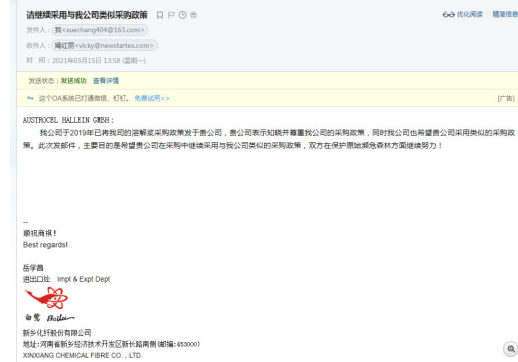 请继续采用与我公司类似采购政策
优化阅读 | 精简信息
发件人：我<xuechang404@163.com>
收件人：<vicky@newstartex.com>
时 间：2021年03月15日 13:58 (星期一)
发送状态：发送成功 查看详情
这个OA系统已打通微信、钉钉。 免费试用>>
[广告]
AUSTROCEL HALLEIN GMBH：
我公司于2019年已将我司的溶解浆采购政策发于贵公司，贵公司表示知晓并尊重我公司的采购政策，同时我公司也希望贵公司采用类似的采购政
策。此次发邮件，主要目的是希望贵公司在采购中继续采用与我公司类似的采购政策，双方在保护原始濒危森林方面继续努力！
--
顺祝商祺！
Best regards!
岳学昌
进出口处 Impt & Expt Dept
白鹭 Bailu
新乡化纤股份有限公司
地址：河南省新乡经济技术开发区新长路南侧(邮编:453000)
XINXIANG CHEMICAL FIBRE CO. , LTD.